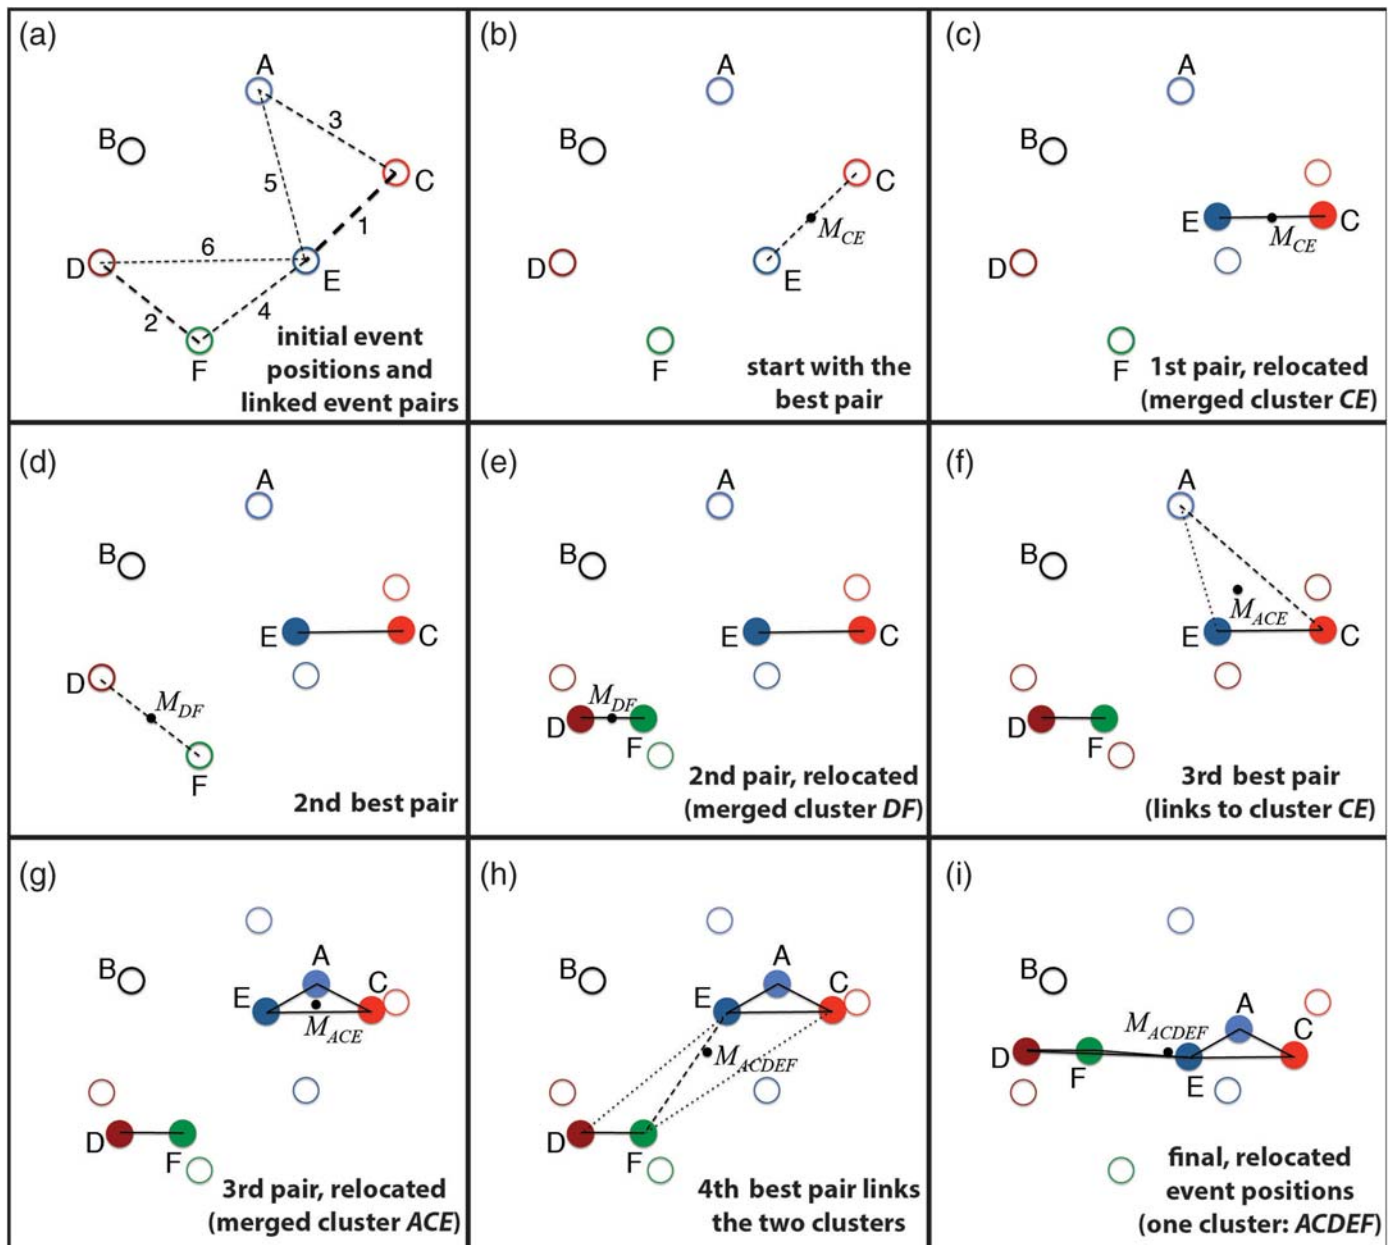 (a)
A
B
3
C
5
1
6
D
E
2
4
F
initial event
positions and
linked event pairs
(b)
A
B
C
M_CE
D
E
F
start with the
best pair
(c)
A
B
E
C
M_CE
D
F
1st pair, relocated
(merged cluster CE)
(d)
A
B
E
C
D
M_DF
F
2nd best pair
(e)
A
B
E
C
M_DF
D
F
2nd pair, relocated
(merged cluster DF)
(f)
A
B
M_ACE
E
C
D
F
3rd best pair
(links to cluster CE)
(g)
B
A
E
C
M_ACE
D
F
3rd pair, relocated
(merged cluster ACE)
(h)
B
A
E
C
M_ACDEF
D
F
4th best pair links
the two clusters
(i)
B
A
M_ACDEF
C
D
F
E
final, relocated
event positions
(one cluster: ACDEF)